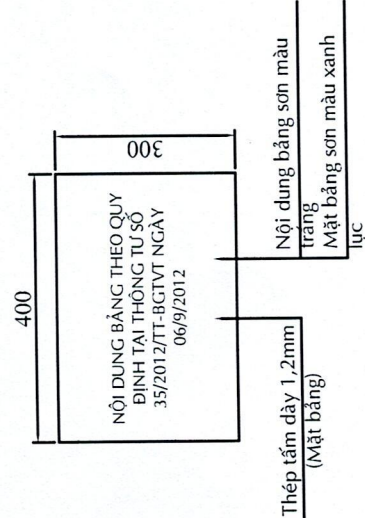 400
300
NỘI DUNG BẢNG THEO QUY
ĐỊNH TẠI THÔNG TƯ SỐ
35/2012/TT-BGTVT NGÀY
06/9/2012
Thép tấm dày 1,2mm
(Mặt bảng)
Nội dung bảng sơn màu
tráng
Mặt bảng sơn màu xanh
lục